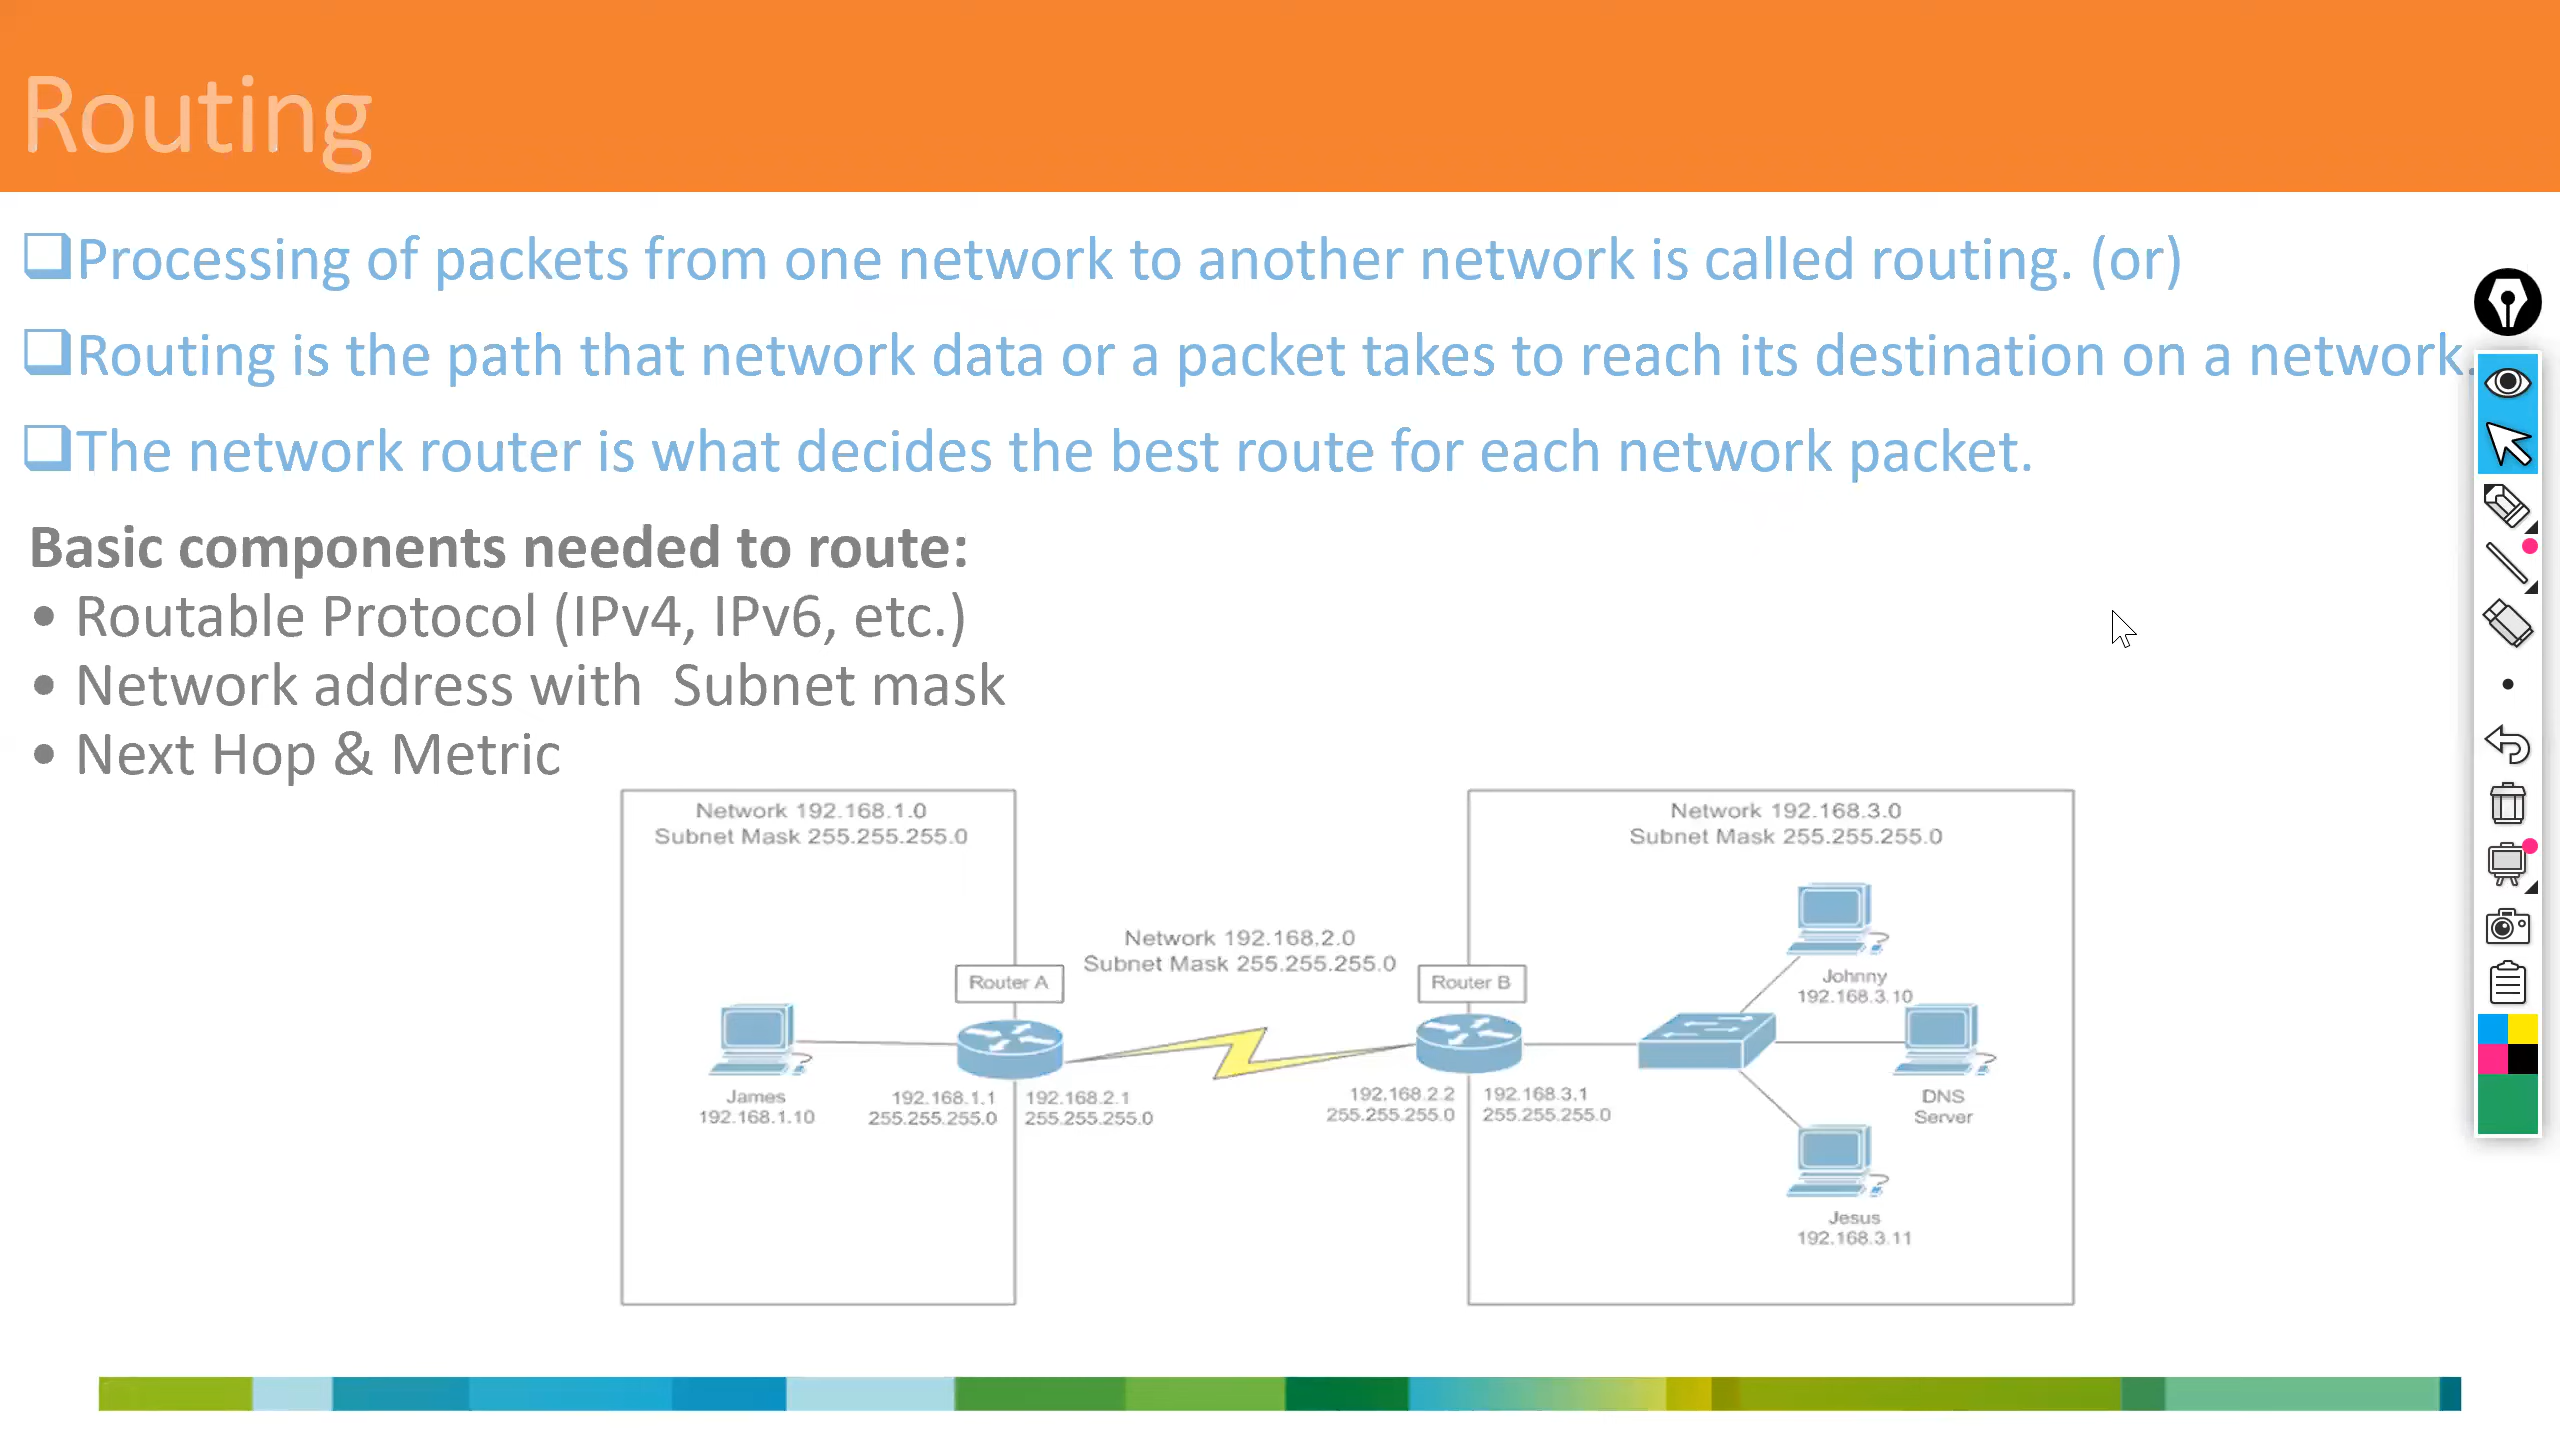 Routing
❑Processing of packets from one network to another network is called routing. (or)
❑Routing is the path that network data or a packet takes to reach its destination on a network.
❑The network router is what decides the best route for each network packet.
Basic components needed to route:
• Routable Protocol (IPv4, IPv6, etc.)
• Network address with  Subnet mask
• Next Hop & Metric
Network 192.168.1.0
Subnet Mask 255.255.255.0
Network 192.168.3.0
Subnet Mask 255.255.255.0
Network 192.168.2.0
Subnet Mask 255.255.255.0
Router A
Router B
Johnny
192.168.3.10
James
192.168.1.10
192.168.1.1
255.255.255.0
192.168.2.1
255.255.255.0
192.168.2.2
255.255.255.0
192.168.3.1
255.255.255.0
DNS
Server
Jesus
192.168.3.11